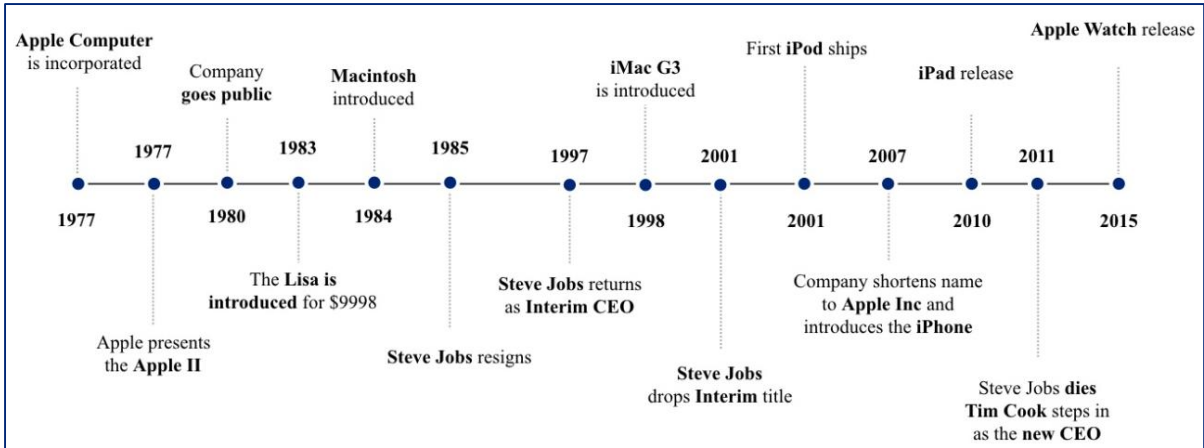 Apple Computer
is incorporated
1977
1977
Apple presents
the Apple II
Company
goes public
1980
1983
The Lisa is
introduced for $9998
Macintosh
introduced
1984
1985
Steve Jobs resigns
1997
Steve Jobs returns
as Interim CEO
iMac G3
is introduced
1998
2001
Steve Jobs
drops Interim title
First iPod ships
2001
2007
Company shortens name
to Apple Inc and
introduces the iPhone
iPad release
2010
2011
Steve Jobs dies
Tim Cook steps in
as the new CEO
Apple Watch release
2015